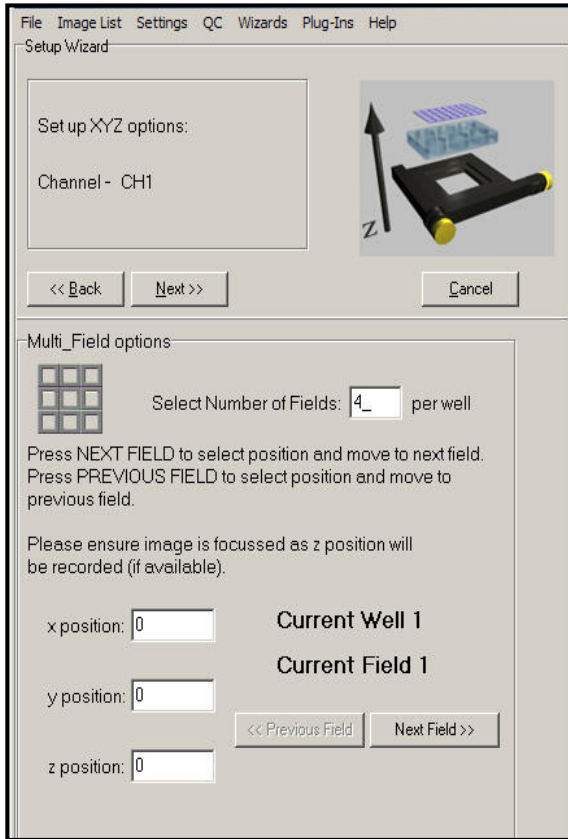 File Image List Settings QC Wizards Plug-Ins Help
Setup Wizard
Set up XYZ options:
Channel - CH1
Z
<< Back Next >> Cancel
Multi_Field options
Select Number of Fields: 4_ per well
Press NEXT FIELD to select position and move to next field.
Press PREVIOUS FIELD to select position and move to
previous field.
Please ensure image is focussed as z position will
be recorded (if available).
x position: 0
Current Well 1
Current Field 1
y position: 0
<< Previous Field Next Field >>
z position: 0